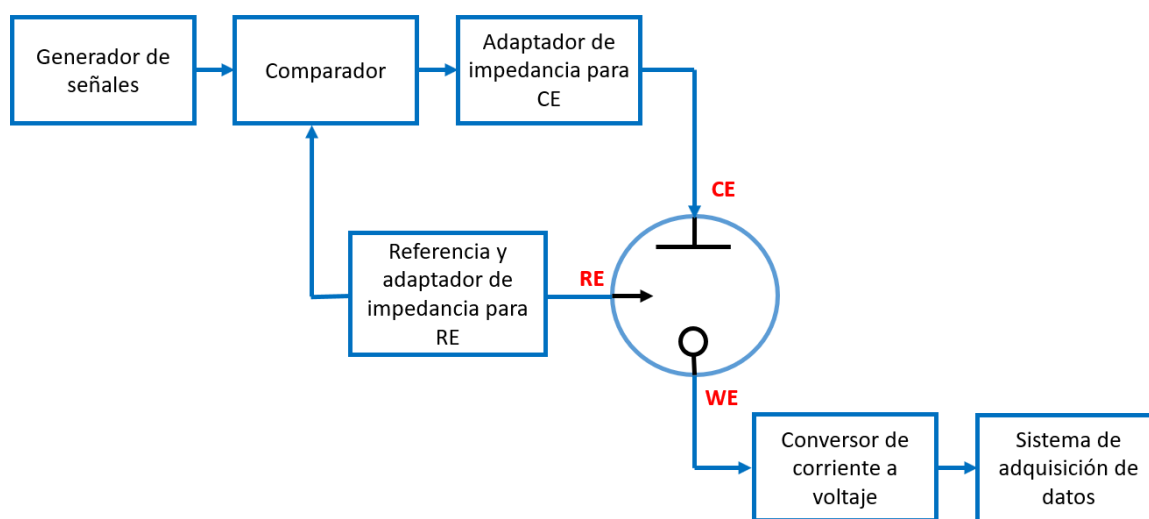 Generador de
señales
Comparador
Adaptador de
impedancia para
CE
CE
Referencia y
adaptador de
impedancia para
RE
RE
WE
Conversor de
corriente a
voltaje
Sistema de
adquisición de
datos